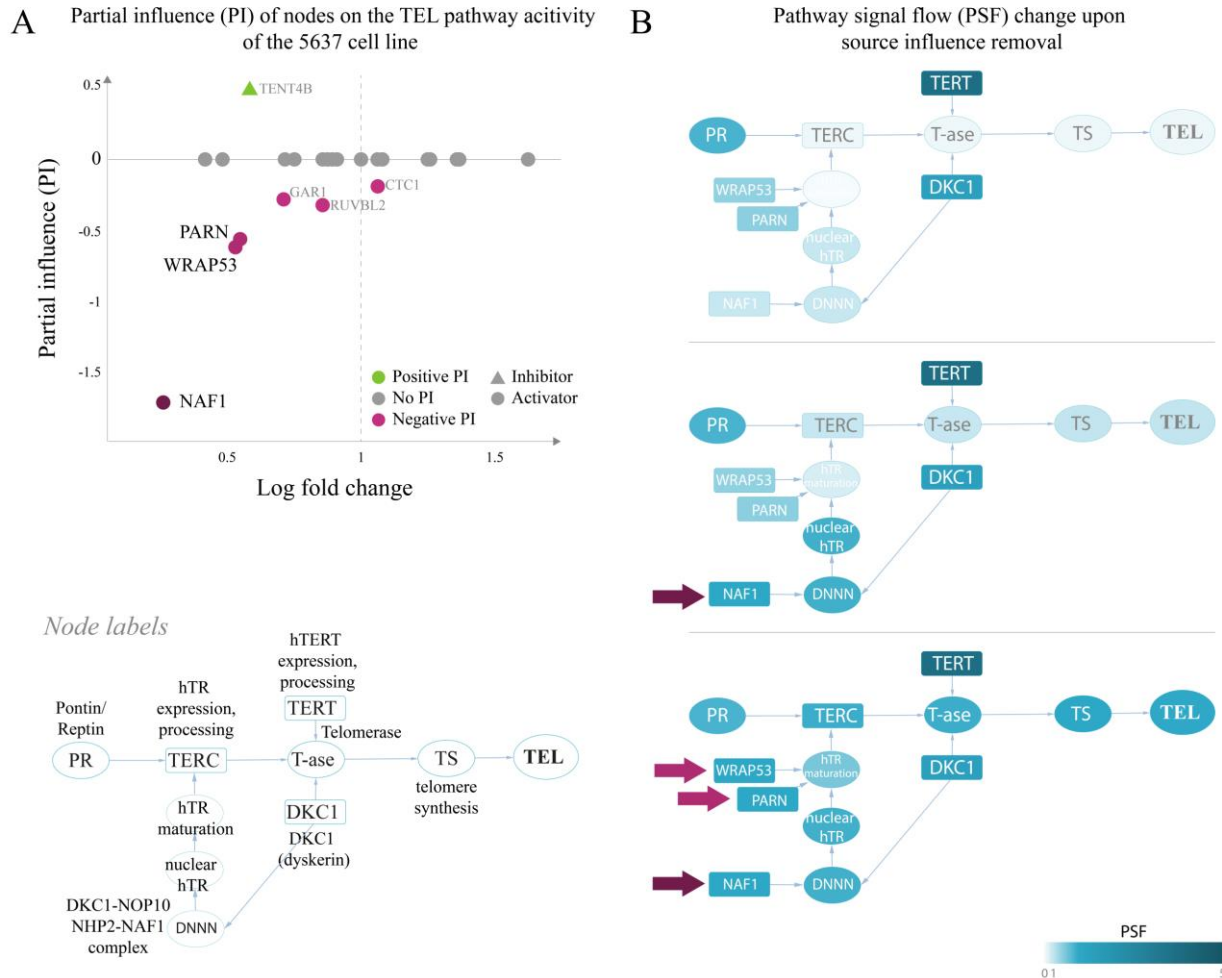 A
Partial influence (PI) of nodes on the TEL pathway acitivity
of the 5637 cell line
Partial influence (PI)
0.5
0
-0.5
-1
-1.5
TENT4B
GAR1
RUVBL2
CTC1
PARN
WRAP53
NAF1
Positive PI
No PI
Negative PI
Inhibitor
Activator
0.5
1
1.5
Log fold change
Node labels
hTERT
expression,
processing
hTR
expression,
processing
Pontin/
Reptin
TERT
Telomerase
PR
TERC
T-ase
TS
TEL
telomere
synthesis
hTR
maturation
DKC1
DKC1
(dyskerin)
nuclear
hTR
DKC1-NOP10
NHP2-NAF1
complex
DNNN
B
Pathway signal flow (PSF) change upon
source influence removal
TERT
PR
TERC
T-ase
TS
TEL
WRAP53
PARN
DKC1
nuclear
hTR
NAF1
DNNN
TERT
PR
TERC
T-ase
TS
TEL
WRAP53
PARN
hTR
maturation
DKC1
nuclear
hTR
NAF1
DNNN
TERT
PR
TERC
T-ase
TS
TEL
WRAP53
PARN
hTR
maturation
DKC1
nuclear
hTR
NAF1
DNNN
PSF
0 1